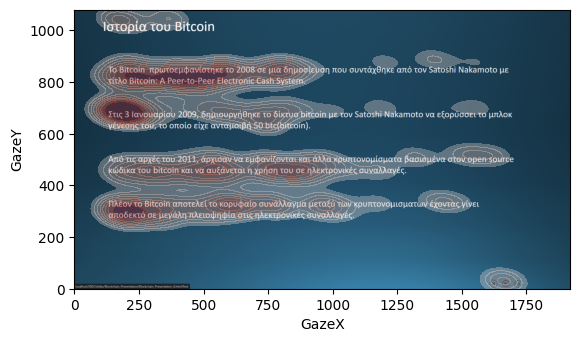 Ιστορία του Bitcoin
Το Bitcoin πρωτοεμφανίστηκε το 2008 σε μια δημοσίευση που συντάχθηκε από τον Satoshi Nakamoto με
τίτλο Bitcoin: A Peer-to-Peer Electronic Cash System.
Στις 3 Ιανουαρίου 2009, δημιουργήθηκε το δίκτυο bitcoin με τον Satoshi Nakamoto να εξορύσσει το μπλοκ
γένεσης του, το οποίο είχε ανταμοιβή 50 btc(bitcoin).
Από τις αρχές του 2011, άρχισαν να εμφανίζονται και άλλα κρυπτονομίσματα βασισμένα στον open source
κώδικα του bitcoin και να αυξάνεται η χρήση του σε ηλεκτρονικές συναλλαγές.
Πλέον το Bitcoin αποτελεί το κορυφαίο συνάλλαγμα μεταξύ των κρυπτονομισμάτων έχοντας γίνει
αποδεκτό σε μεγάλη πλειοψηφία στις ηλεκτρονικές συναλλαγές.
GazeY
1000
800
600
400
200
0
0 250 500 750 1000 1250 1500 1750
GazeX